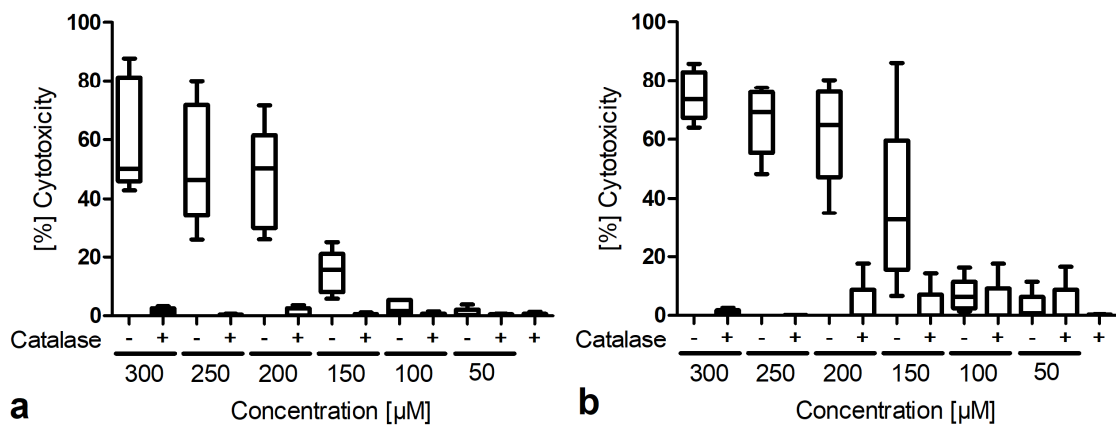 100
80
60
40
20
0
[%] Cytotoxicity
Catalase - + - + - + - + - + - + +
300 250 200 150 100 50
Concentration [µM]
a
100
80
60
40
20
0
[%] Cytotoxicity
Catalase - + - + - + - + - + - + +
300 250 200 150 100 50
Concentration [µM]
b